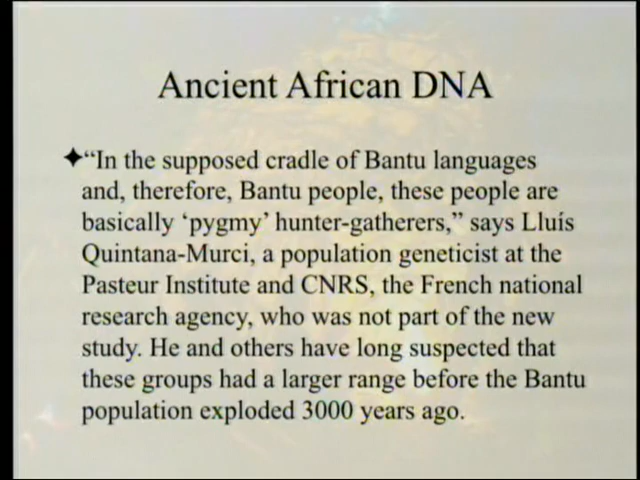 Ancient African DNA
✦“In the supposed cradle of Bantu languages
and, therefore, Bantu people, these people are
basically ‘pygmy’ hunter-gatherers,” says Lluís
Quintana-Murci, a population geneticist at the
Pasteur Institute and CNRS, the French national
research agency, who was not part of the new
study. He and others have long suspected that
these groups had a larger range before the Bantu
population exploded 3000 years ago.